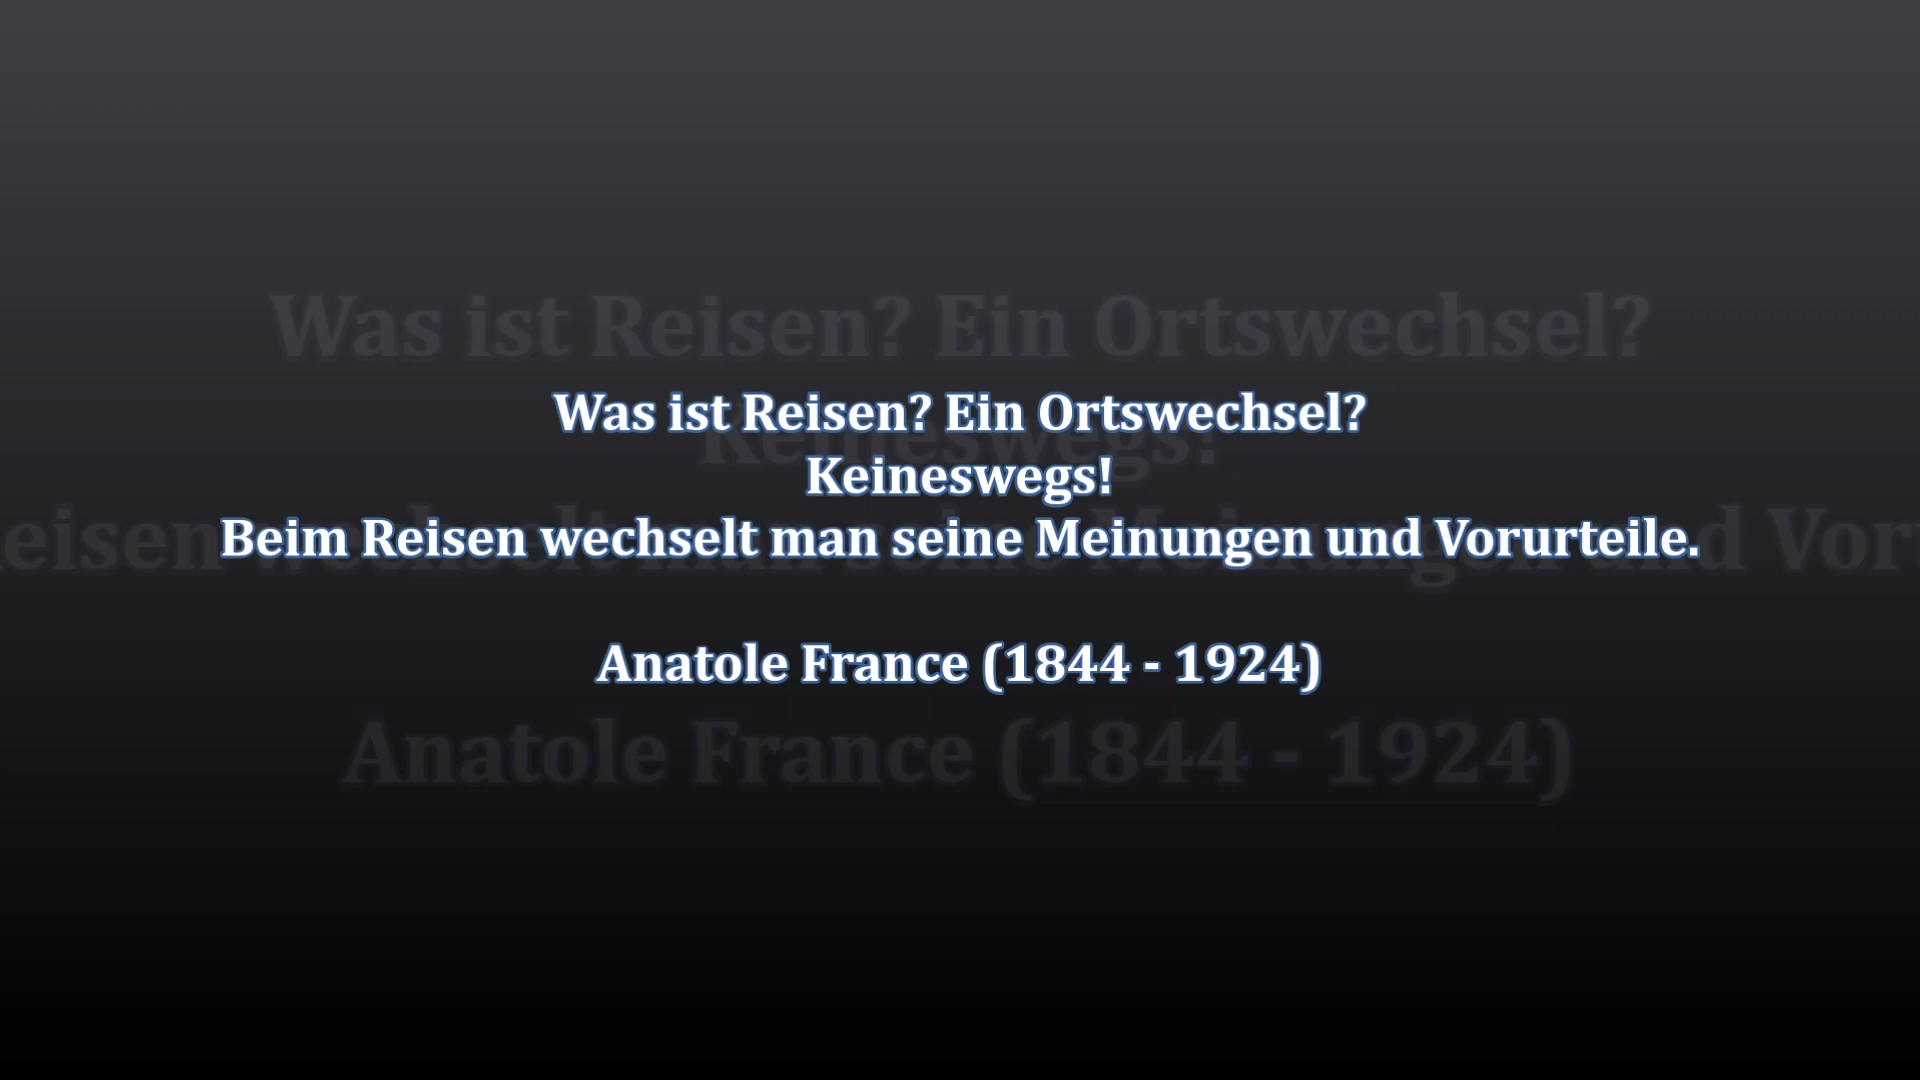 Was ist Reisen? Ein Ortswechsel?
Keineswegs!
Beim Reisen wechselt man seine Meinungen und Vorurteile.
Anatole France (1844 - 1924)